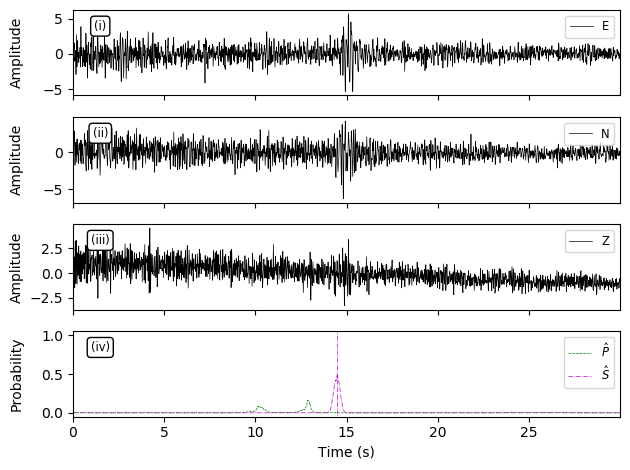 Amplitude
5
0
−5
(i)
E
Amplitude
0
−5
(ii)
N
Amplitude
2.5
0.0
−2.5
(iii)
Z
Probability
1.0
0.5
0.0
(iv)
P̂
Ŝ
0 5 10 15 20 25
Time (s)